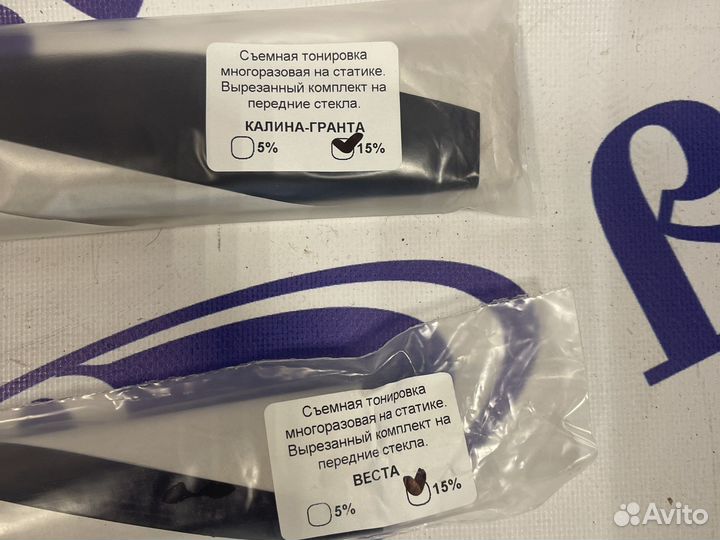 Съемная тонировка
многоразовая на статике.
Вырезанный комплект на
передние стекла.
КАЛИНА-ГРАНТА
5% 15%
Съемная тонировка
многоразовая на статике.
Вырезанный комплект на
передние стекла.
ВЕСТА
5% 15%
Avito